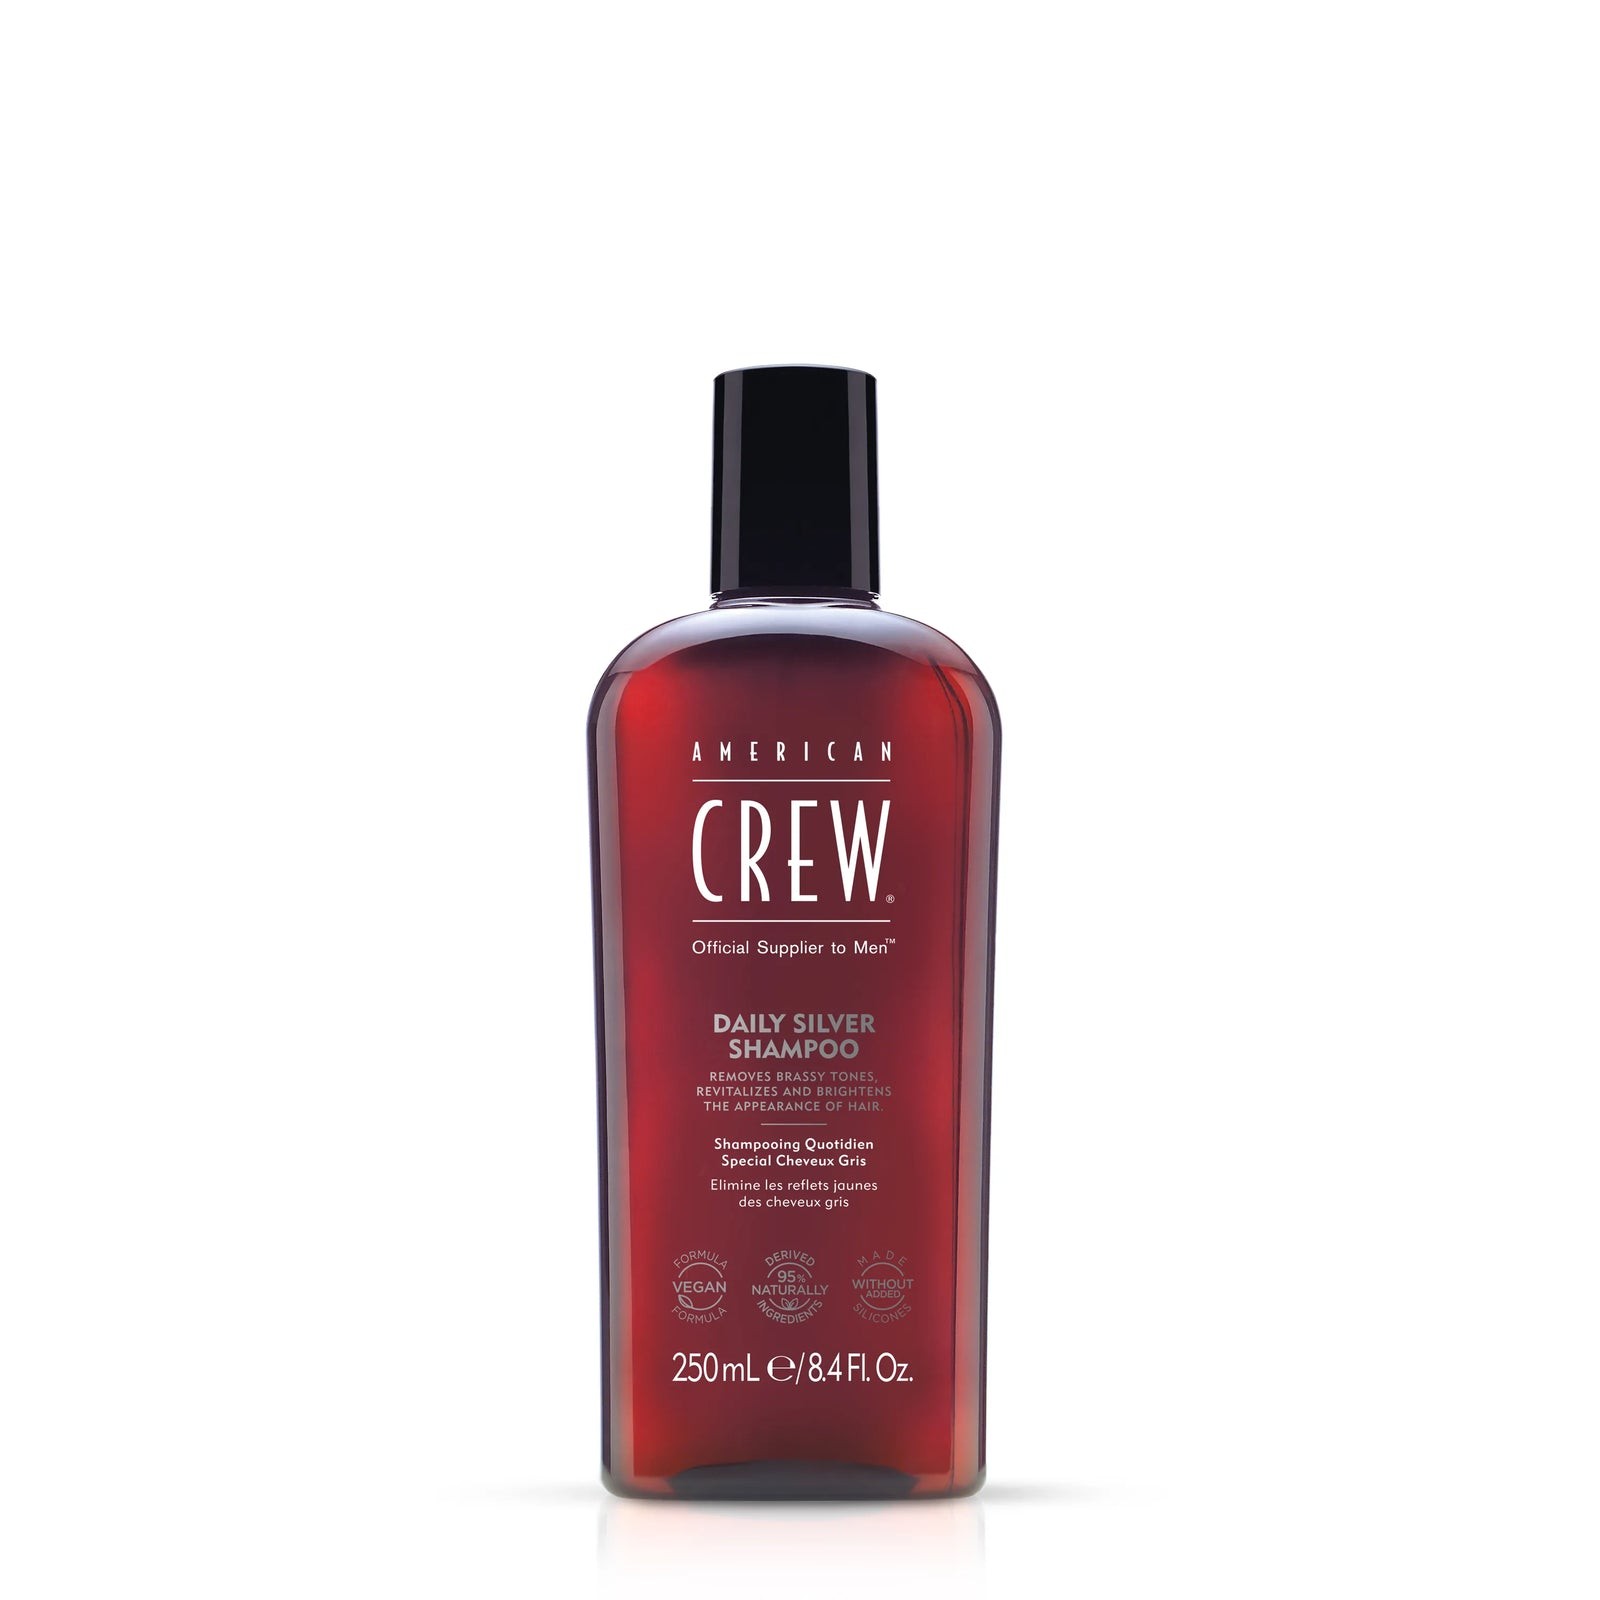 AMERICAN
CREW®
Official Supplier to Men™
DAILY SILVER
SHAMPOO
REMOVES BRASSY TONES,
REVITALIZES AND BRIGHTENS
THE APPEARANCE OF HAIR.
Shampooing Quotidien
Special Cheveux Gris
Elimine les reflets jaunes
des cheveux gris
FORMULA
VEGAN
FORMULA
DERIVED
95%
NATURALLY
INGREDIENTS
MADE
WITHOUT
ADDED
SILICONES
250mL ℮/8.4 Fl. Oz.